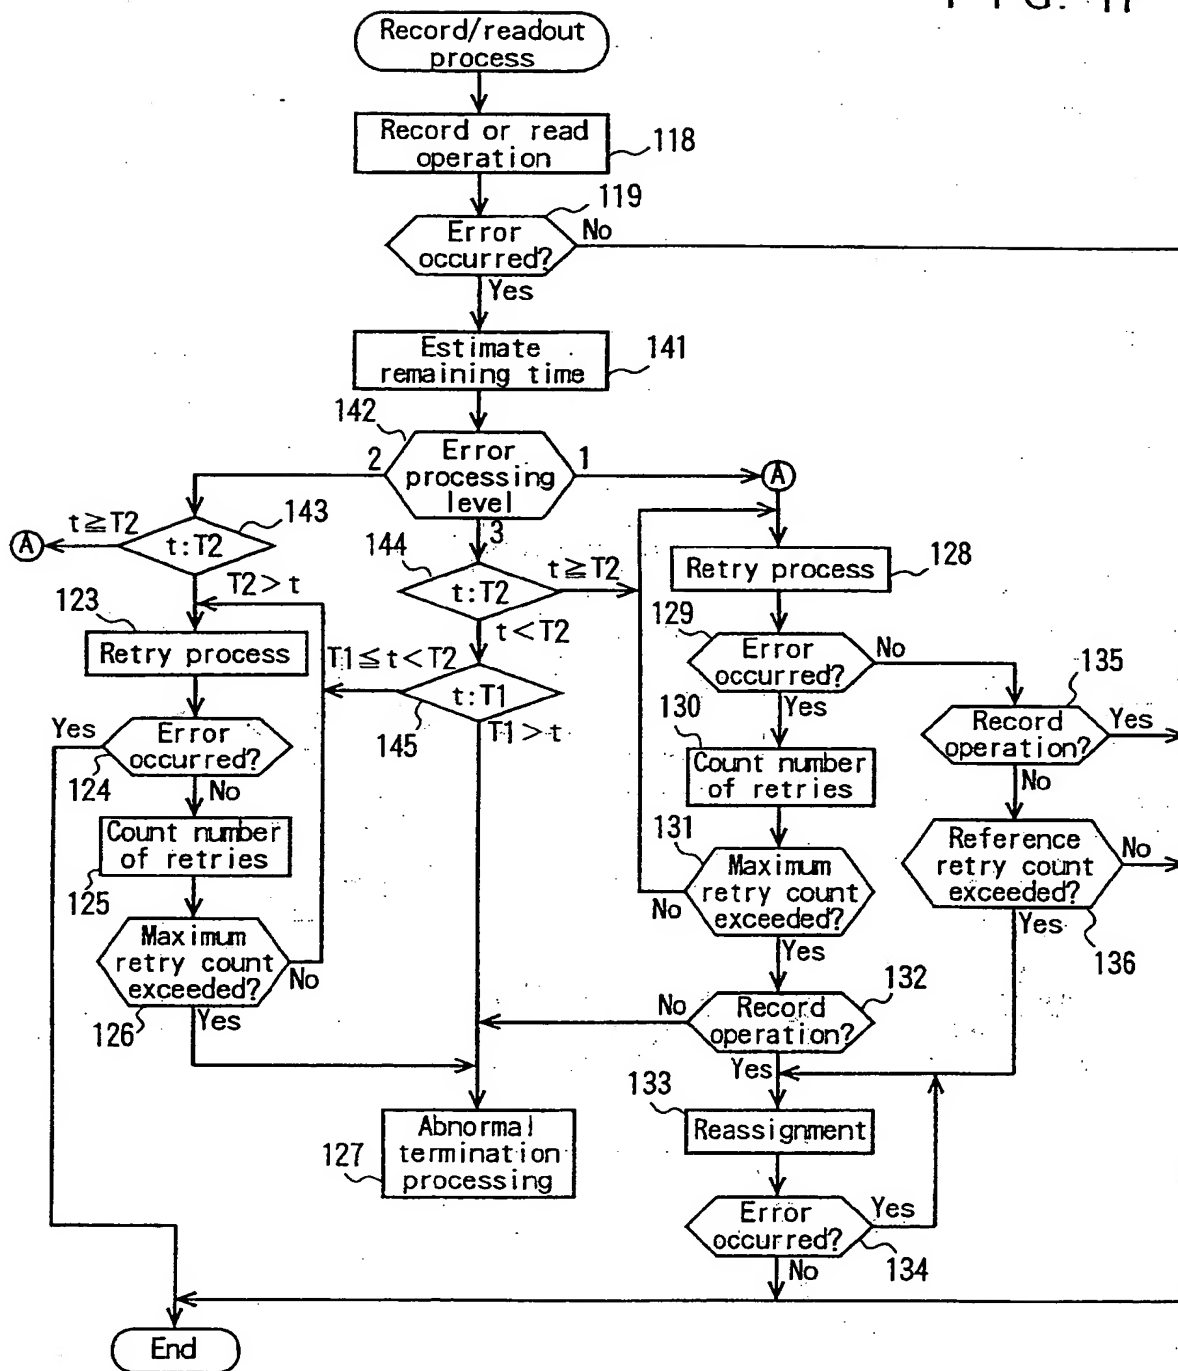 FIG. 17
Record/readout
process
Record or read
operation
118
119
Error
occurred?
No
Yes
Estimate
remaining time
141
142
Error
processing
level
2
1
3
A
143
t:T2
t≧T2
A
T2>t
144
t:T2
t≧T2
t<T2
Retry process
128
123
Retry process
T1≦t<T2
t:T1
145
T1>t
129
Error
occurred?
No
Yes
135
Record
operation?
Yes
No
Yes
Error
occurred?
124
No
130
Count number
of retries
Count number
of retries
125
131
Maximum
retry count
exceeded?
No
Yes
Reference
retry count
exceeded?
No
Yes
136
Maximum
retry count
exceeded?
No
126
Yes
132
No
Record
operation?
Yes
133
Reassignment
127
Abnormal
termination
processing
Error
occurred?
Yes
134
No
End